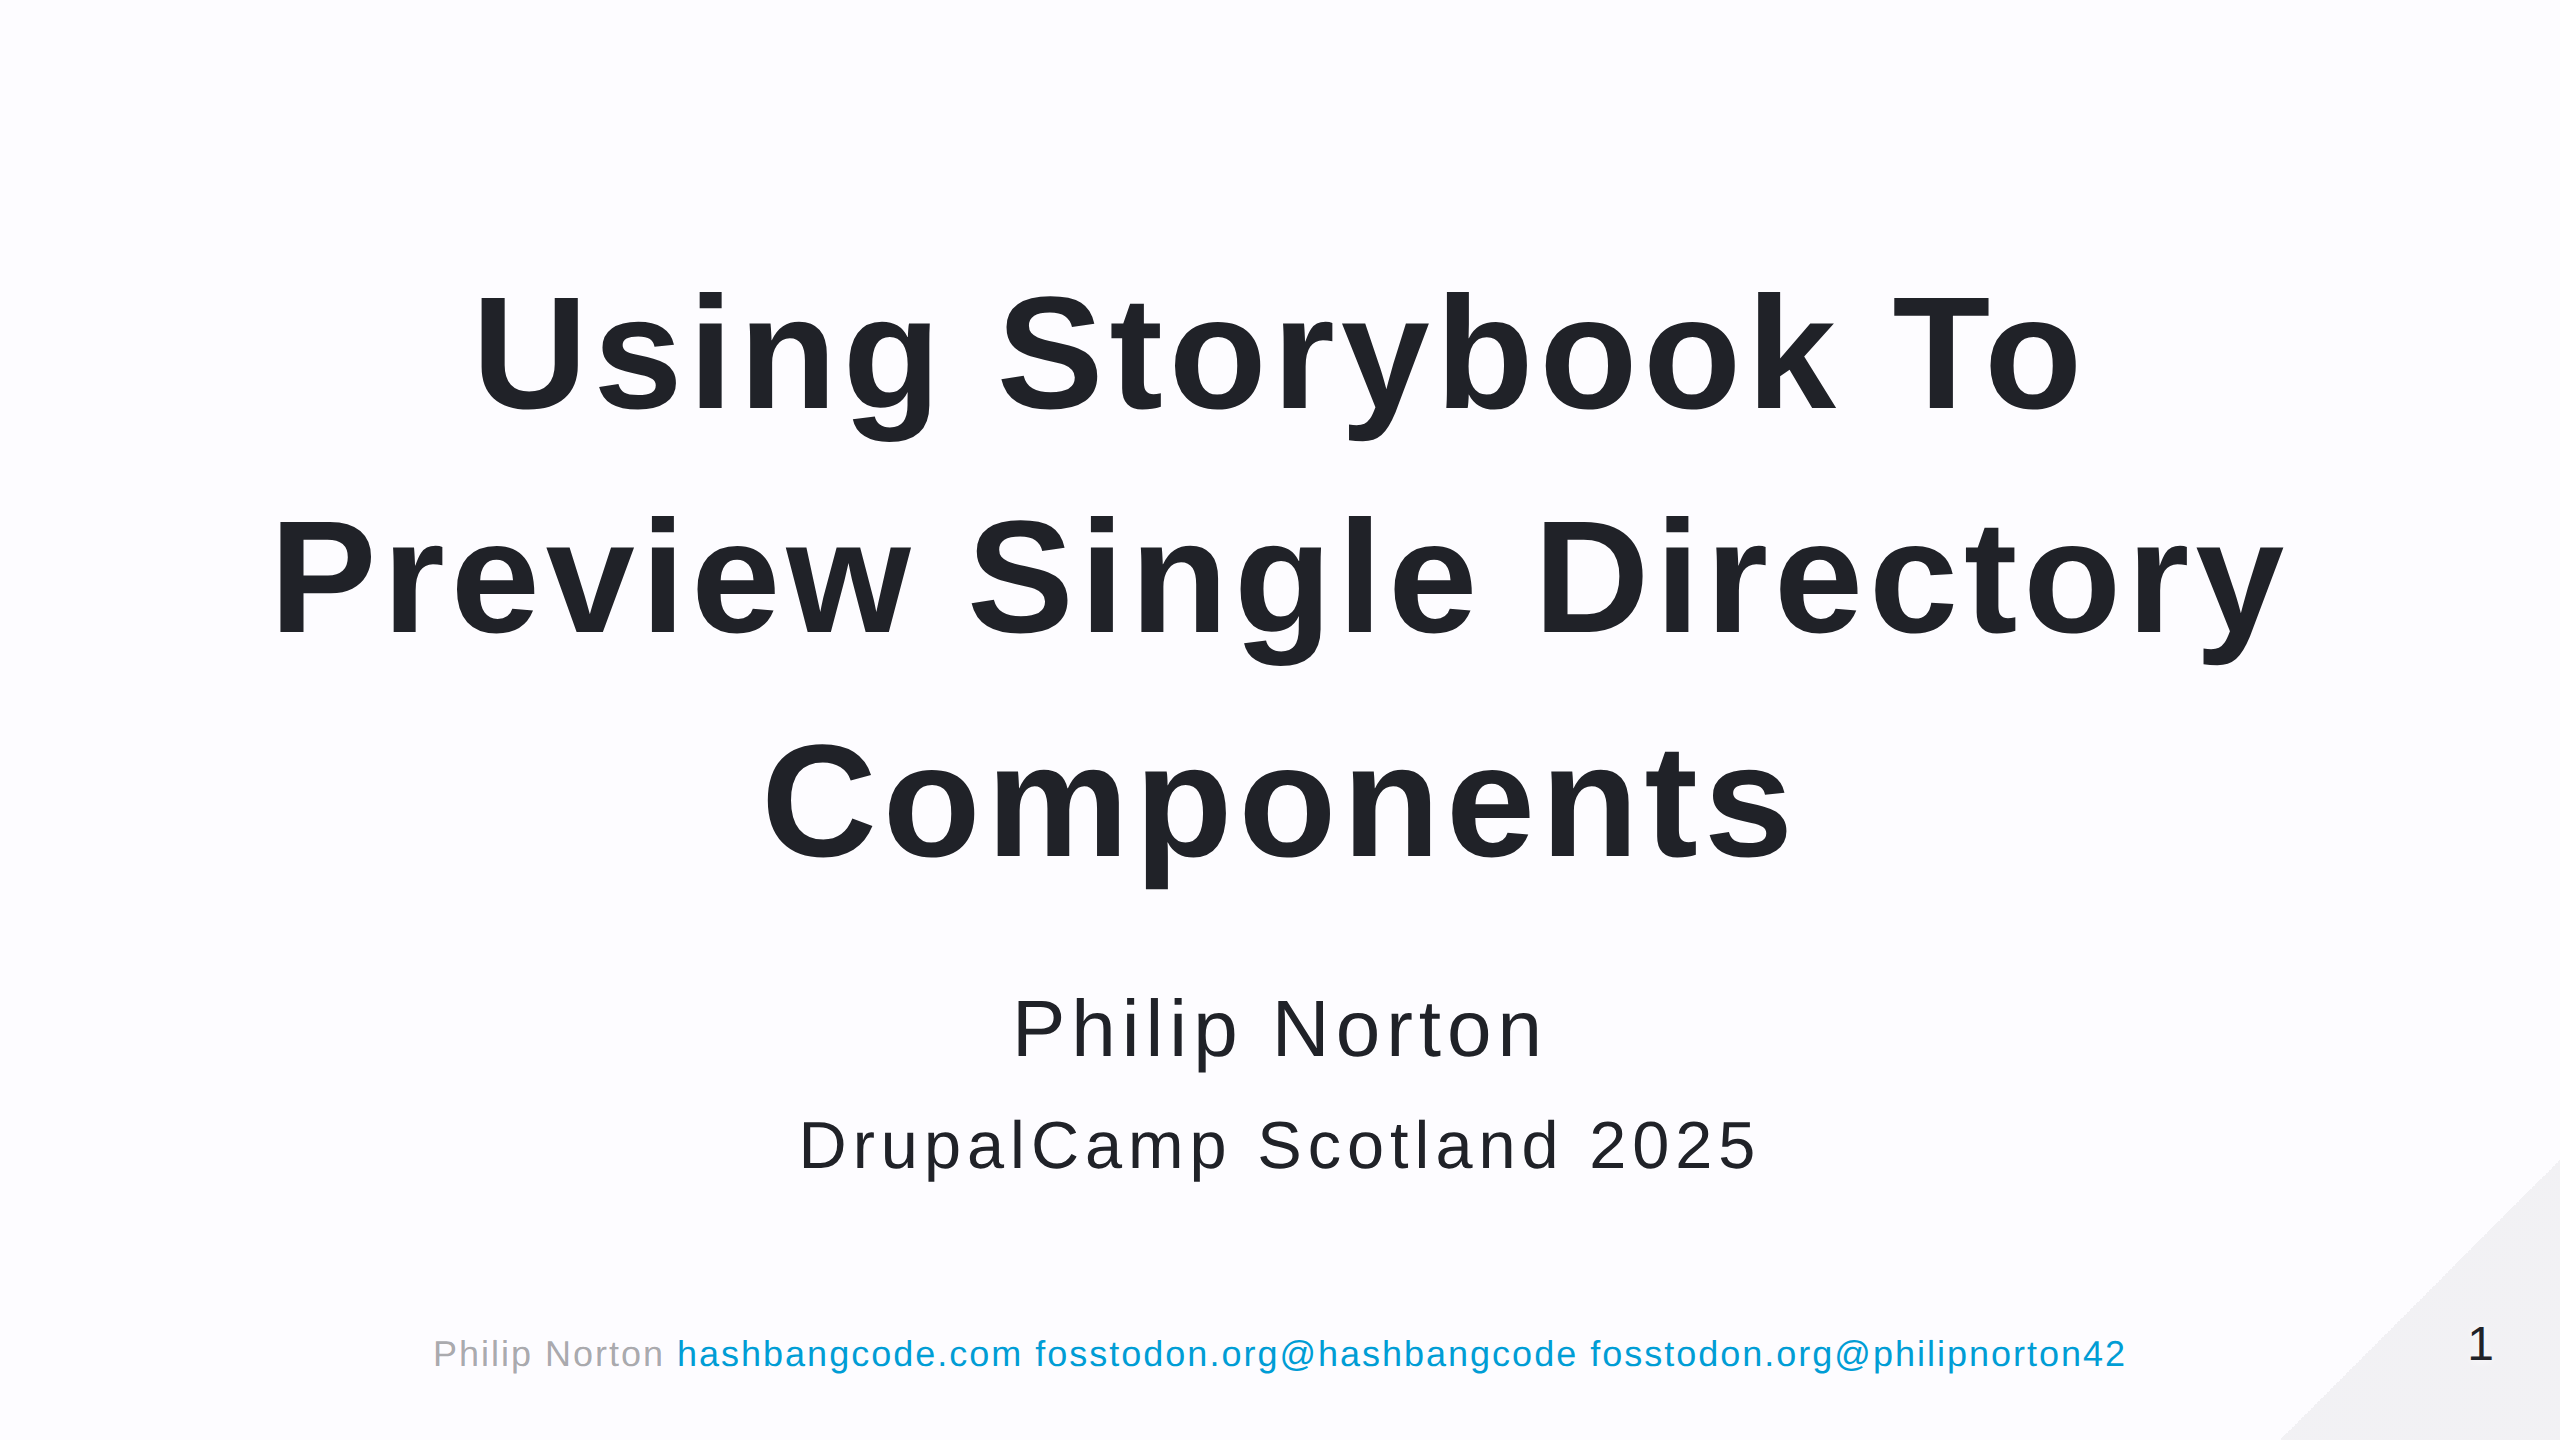 Using Storybook To
Preview Single Directory
Components
Philip Norton
DrupalCamp Scotland 2025
Philip Norton hashbangcode.com fosstodon.org@hashbangcode fosstodon.org@philipnorton42
1